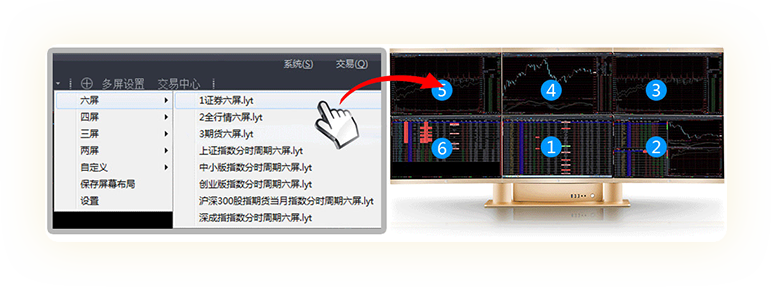 系统(S) 交易(Q)
多屏设置 交易中心
六屏
四屏
三屏
两屏
自定义
保存屏幕布局
设置
1证券六屏.lyt
2全行情六屏.lyt
3期货六屏.lyt
上证指数分时周期六屏.lyt
中小版指数分时周期六屏.lyt
创业版指数分时周期六屏.lyt
沪深300股指期货当月指数分时周期六屏.lyt
深成指指数分时周期六屏.lyt
5 4 3
6 1 2